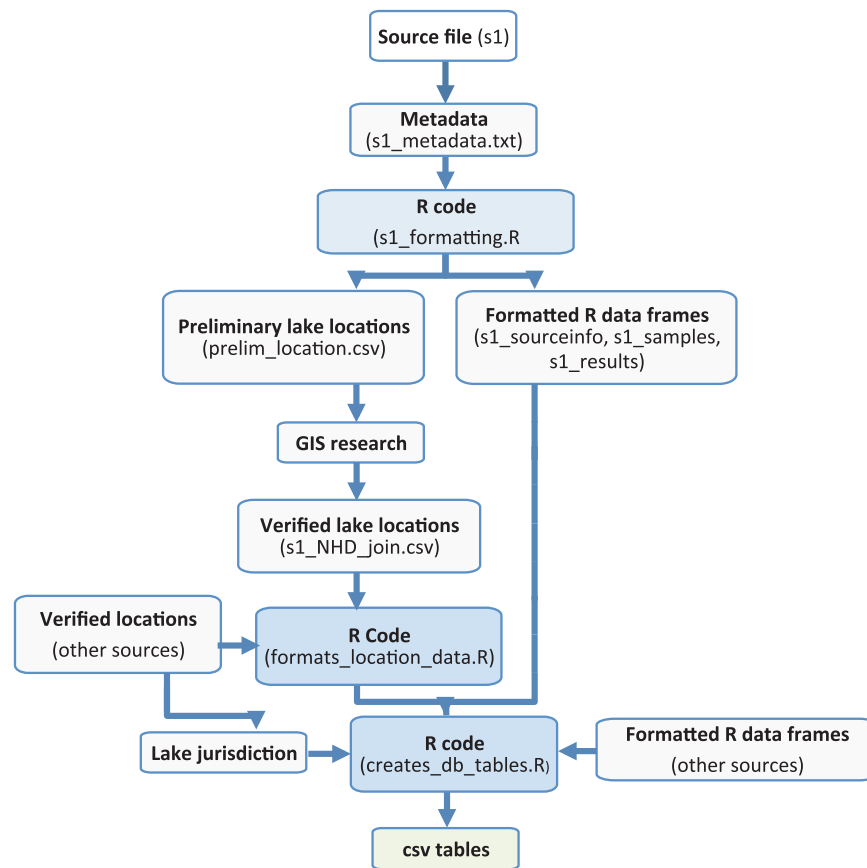 Source file (s1)
Metadata
(s1_metadata.txt)
R code
(s1_formatting.R
Preliminary lake locations
(prelim_location.csv)
Formatted R data frames
(s1_sourceinfo, s1_samples,
s1_results)
GIS research
Verified lake locations
(s1_NHD_join.csv)
Verified locations
(other sources)
R Code
(formats_location_data.R)
Lake jurisdiction
R code
(creates_db_tables.R)
Formatted R data frames
(other sources)
csv tables